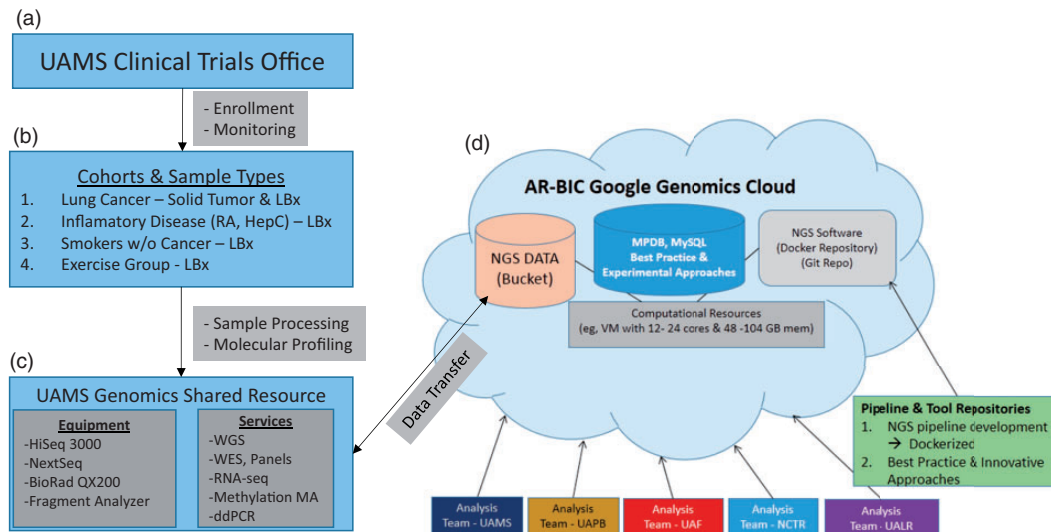 (a)
UAMS Clinical Trials Office
- Enrollment
- Monitoring
(b)
Cohorts & Sample Types
1. Lung Cancer – Solid Tumor & LBx
2. Inflamatory Disease (RA, HepC) – LBx
3. Smokers w/o Cancer – LBx
4. Exercise Group - LBx
- Sample Processing
- Molecular Profiling
(c)
UAMS Genomics Shared Resource
Equipment
-HiSeq 3000
-NextSeq
-BioRad QX200
-Fragment Analyzer
Services
-WGS
-WES, Panels
-RNA-seq
-Methylation MA
-ddPCR
Data Transfer
(d)
AR-BIC Google Genomics Cloud
NGS DATA
(Bucket)
MPDB, MySQL
Best Practice &
Experimental Approaches
NGS Software
(Docker Repository)
(Git Repo)
Computational Resources
(eg, VM with 12- 24 cores & 48 -104 GB mem)
Pipeline & Tool Repositories
1. NGS pipeline development
→ Dockerized
2. Best Practice & Innovative
Approaches
Analysis
Team - UAMS
Analysis
Team - UAPB
Analysis
Team - UAF
Analysis
Team - NCTR
Analysis
Team - UALR